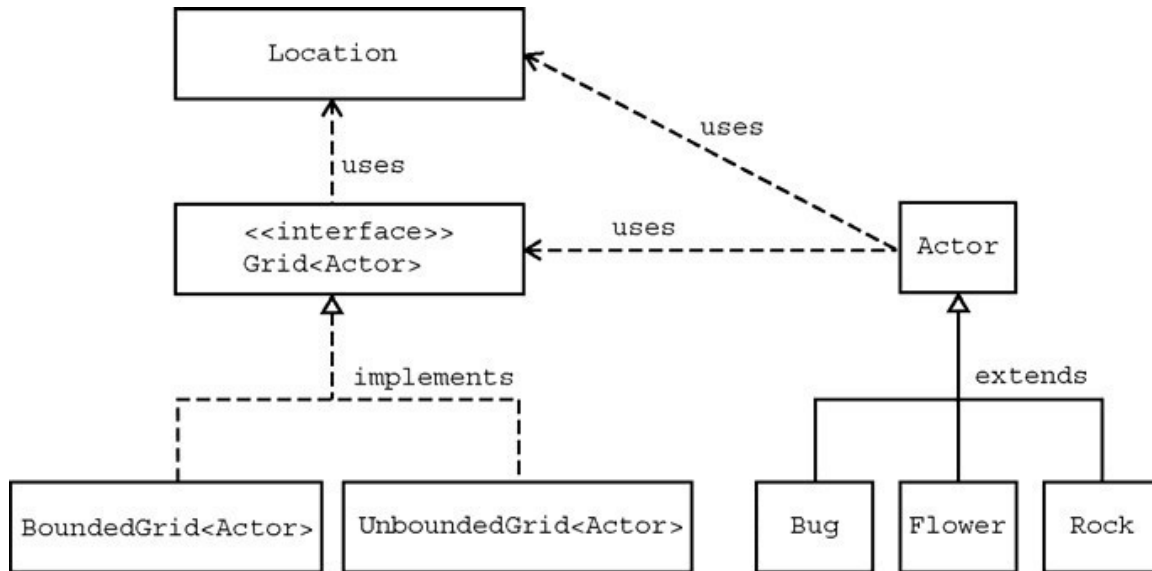 Location
uses
uses
<<interface>>
Grid<Actor>
uses
Actor
implements
extends
BoundedGrid<Actor>
UnboundedGrid<Actor>
Bug
Flower
Rock